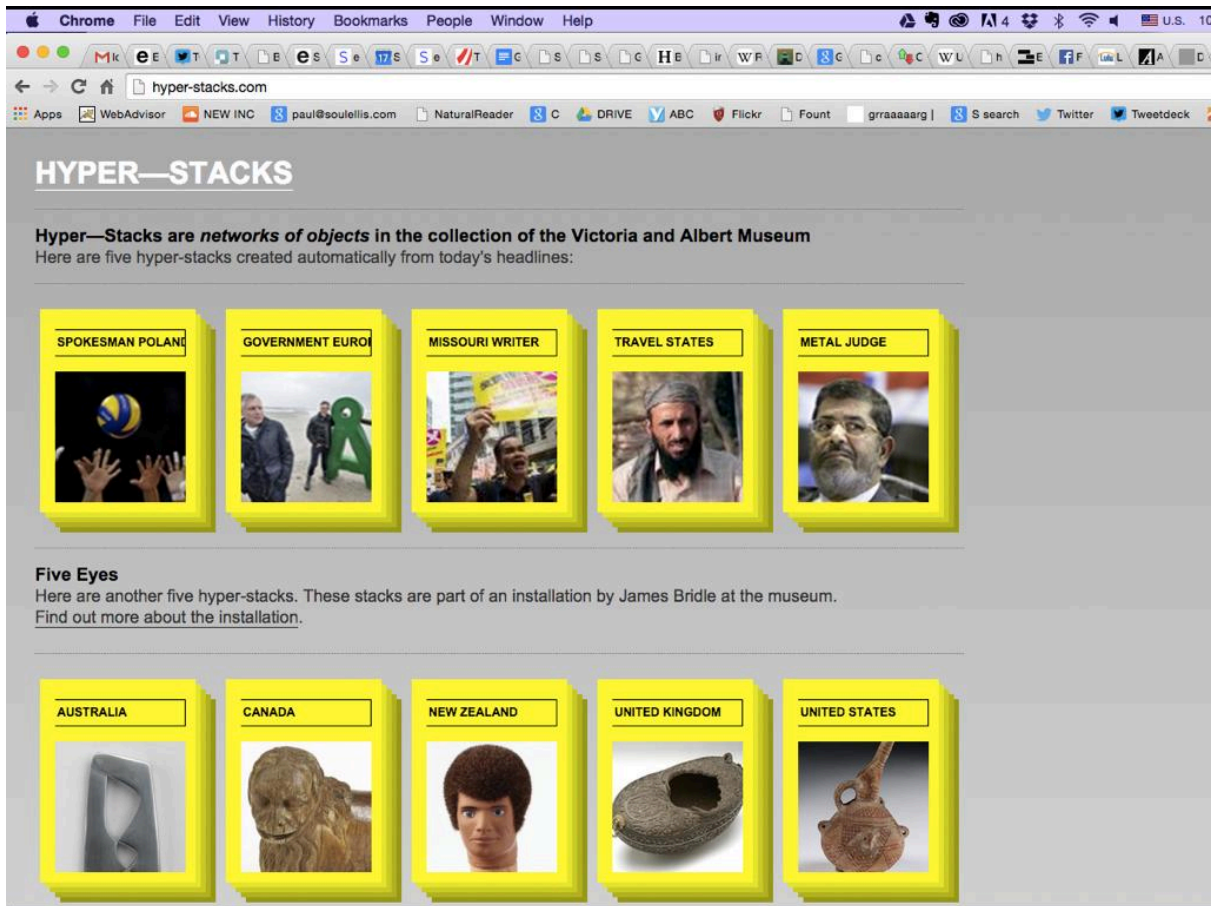 Chrome File Edit View History Bookmarks People Window Help 4 U.S. 10
hyper-stacks.com
Apps WebAdvisor NEW INC paul@soulellis.com NaturalReader C DRIVE ABC Flickr Fount grraaaaarg | S search Twitter Tweetdeck
HYPER—STACKS
Hyper—Stacks are networks of objects in the collection of the Victoria and Albert Museum
Here are five hyper-stacks created automatically from today's headlines:
SPOKESMAN POLAND GOVERNMENT EUROP MISSOURI WRITER TRAVEL STATES METAL JUDGE
Five Eyes
Here are another five hyper-stacks. These stacks are part of an installation by James Bridle at the museum.
Find out more about the installation.
AUSTRALIA CANADA NEW ZEALAND UNITED KINGDOM UNITED STATES